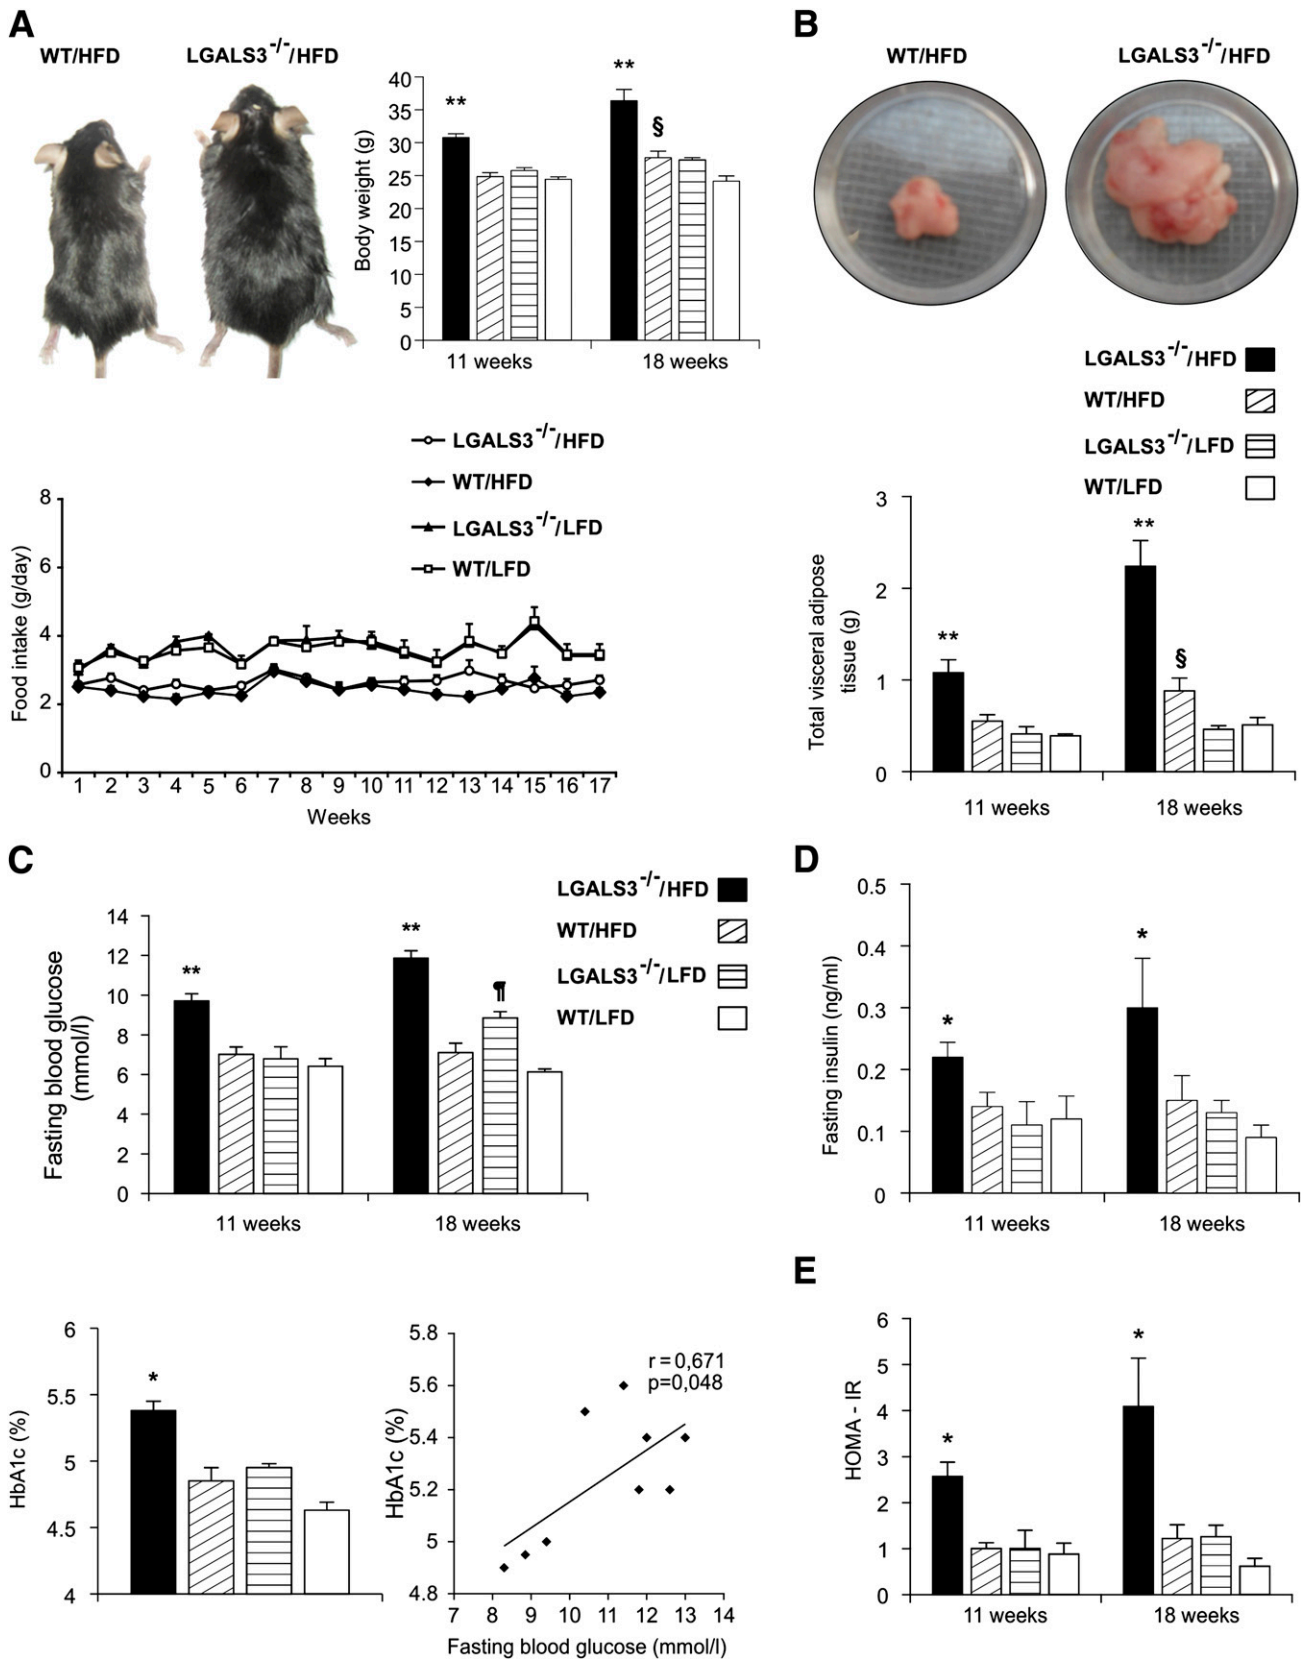 A
WT/HFD
LGALS3-/-/HFD
Body weight (g)
40
35
30
25
20
15
10
5
0
**
**
§
11 weeks
18 weeks
B
WT/HFD
LGALS3-/-/HFD
LGALS3-/-/HFD
WT/HFD
LGALS3-/-/LFD
WT/LFD
LGALS3-/-/HFD
WT/HFD
LGALS3-/-/LFD
WT/LFD
Food intake (g/day)
8
6
4
2
0
1 2 3 4 5 6 7 8 9 10 11 12 13 14 15 16 17
Weeks
Total visceral adipose
tissue (g)
3
2
1
0
**
**
§
11 weeks
18 weeks
C
LGALS3-/-/HFD
WT/HFD
LGALS3-/-/LFD
WT/LFD
Fasting blood glucose
(mmol/l)
14
12
10
8
6
4
2
0
**
**
¶
11 weeks
18 weeks
D
Fasting insulin (ng/ml)
0.5
0.4
0.3
0.2
0.1
0
*
*
11 weeks
18 weeks
HbA1c (%)
6
5.5
5
4.5
4
*
HbA1c (%)
5.8
5.6
5.4
5.2
5
4.8
r = 0,671
p=0,048
7 8 9 10 11 12 13 14
Fasting blood glucose (mmol/l)
E
HOMA - IR
6
5
4
3
2
1
0
*
*
11 weeks
18 weeks